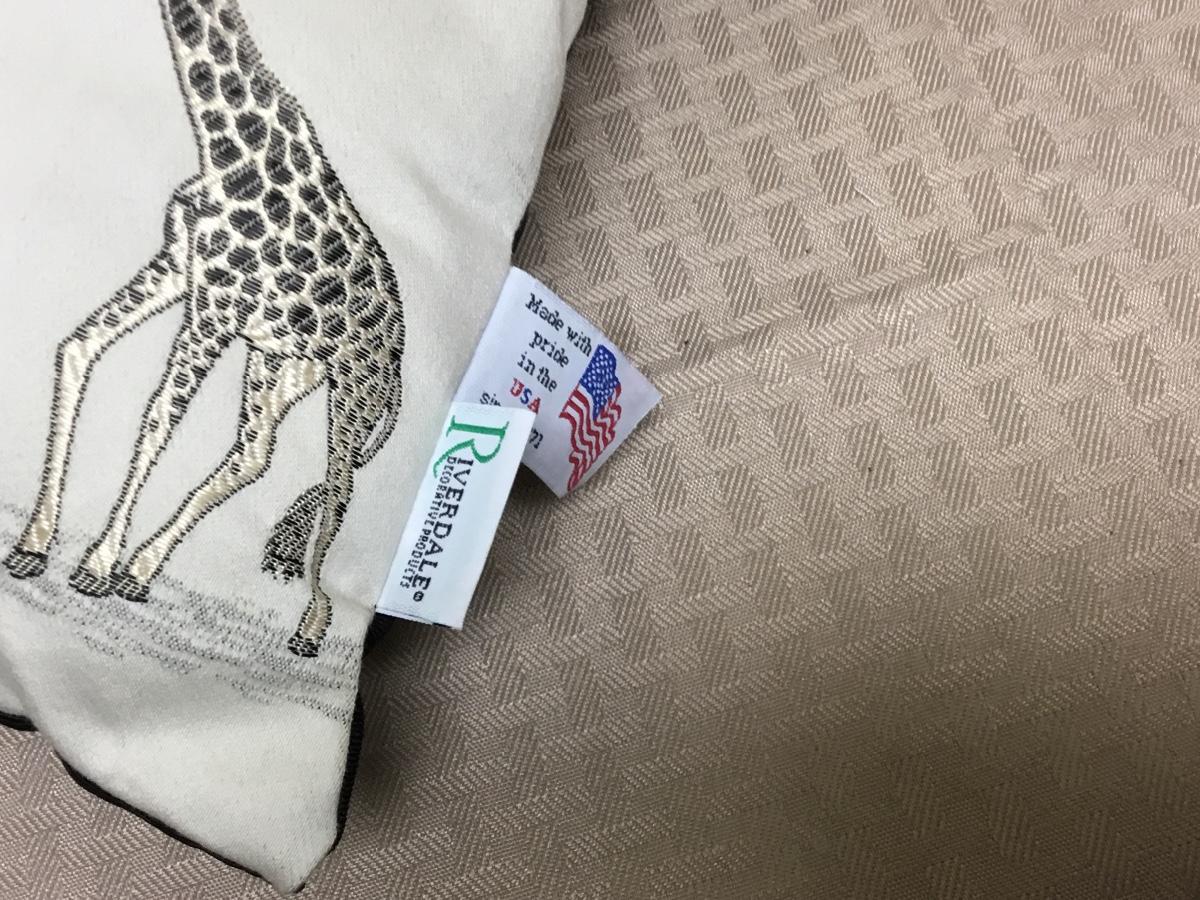 Made with
pride
in the
USA
RIVERDALE®
DECORATIVE PRODUCTS